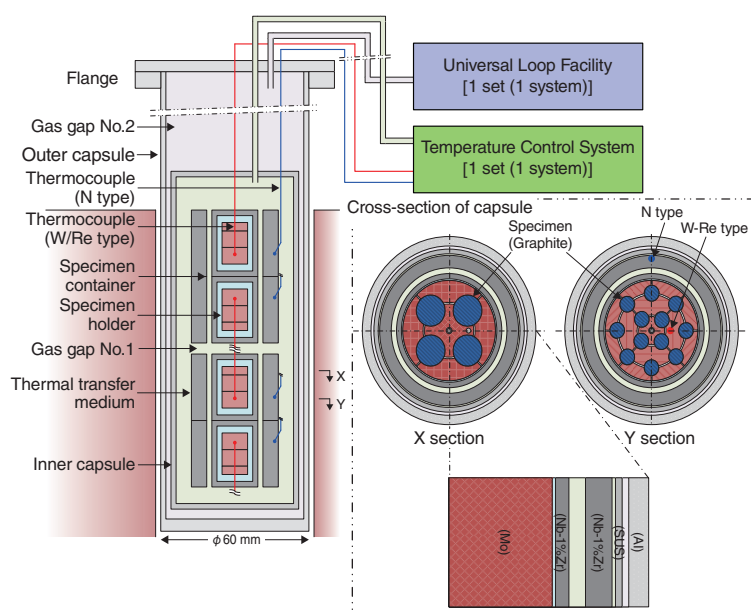 Universal Loop Facility
[1 set (1 system)]
Temperature Control System
[1 set (1 system)]
Flange
Gas gap No.2
Outer capsule
Thermocouple
(N type)
Thermocouple
(W/Re type)
Specimen
container
Specimen
holder
Gas gap No.1
Thermal transfer
medium
Inner capsule
X
Y
ϕ60 mm
Cross-section of capsule
Specimen
(Graphite)
N type
W-Re type
X section
Y section
(Mo)
(Nb-1%Zr)
(Nb-1%Zr)
(SUS)
(Al)